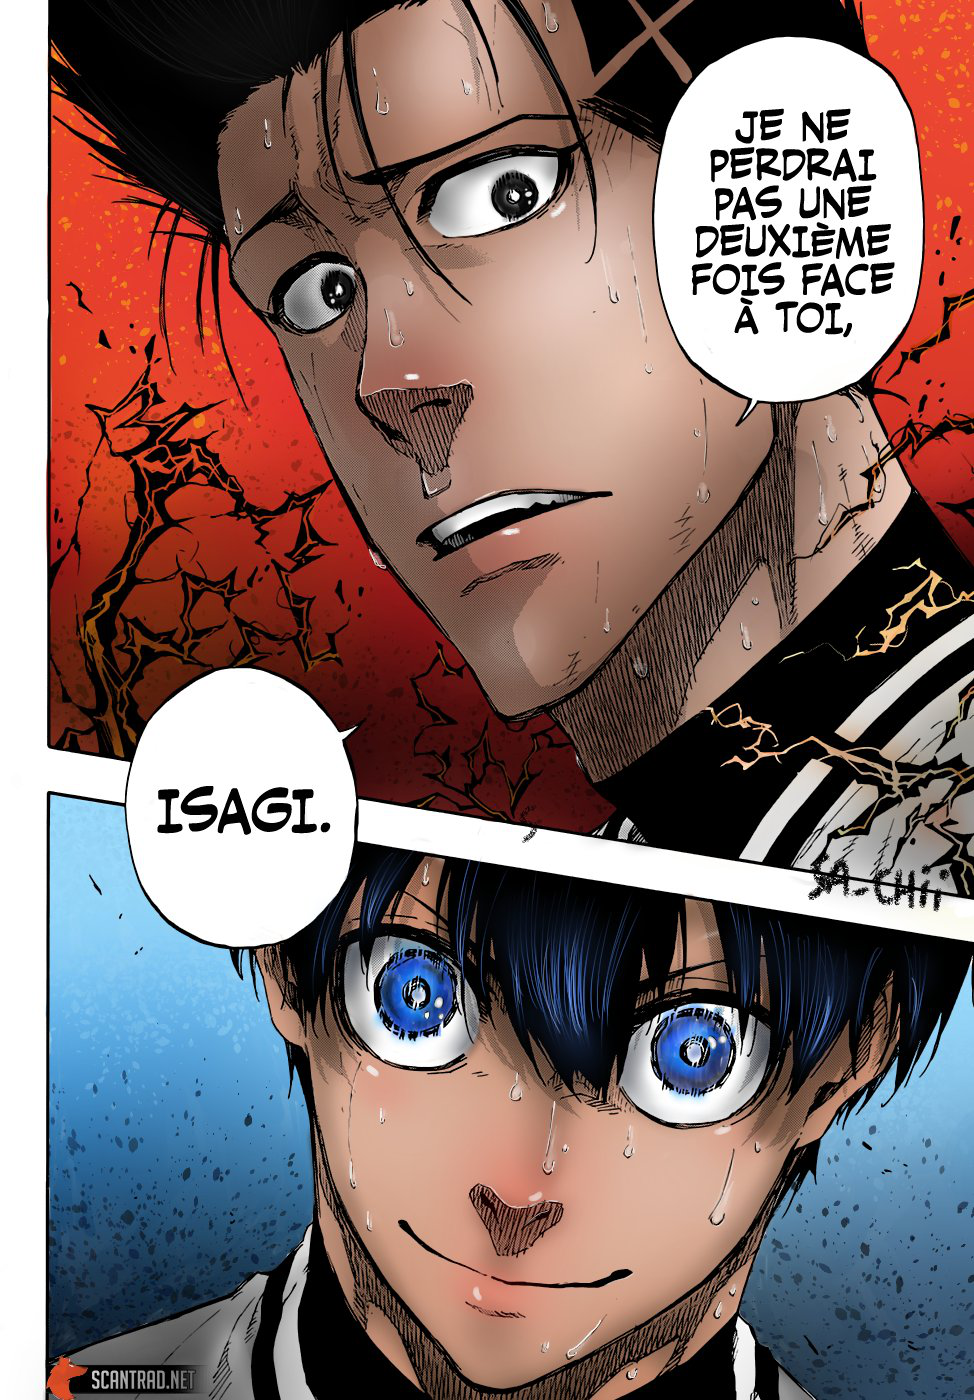 JE NE
PERDRAI
PAS UNE
DEUXIÈME
FOIS FACE
À TOI,
ISAGI.
SA-CHii
SCANTRAD.NET